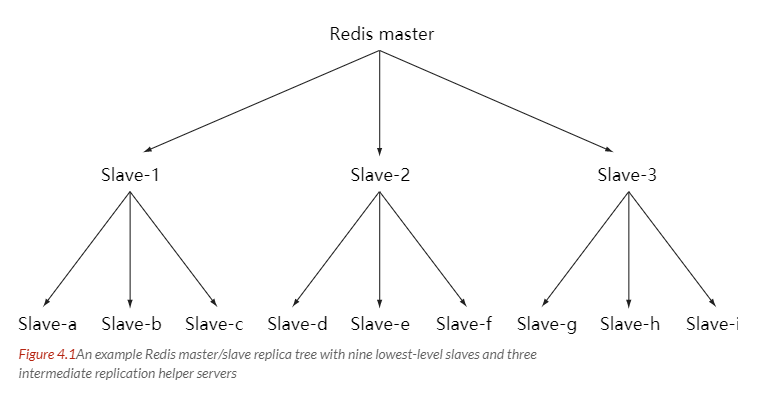 Redis master
Slave-1 Slave-2 Slave-3
Slave-a Slave-b Slave-c Slave-d Slave-e Slave-f Slave-g Slave-h Slave-i
Figure 4.1An example Redis master/slave replica tree with nine lowest-level slaves and three
intermediate replication helper servers